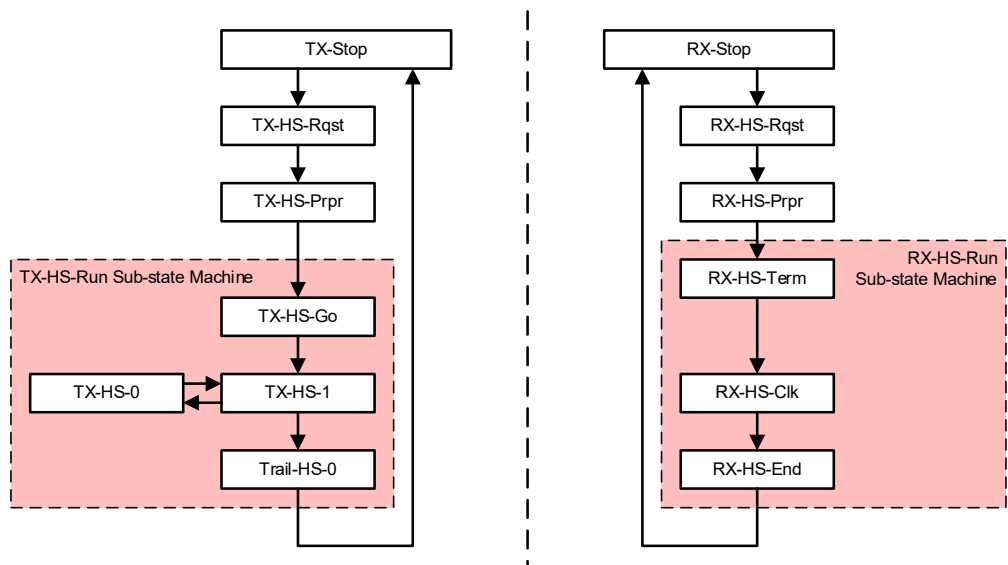 TX-Stop
TX-HS-Rqst
TX-HS-Prpr
TX-HS-Run Sub-state Machine
TX-HS-Go
TX-HS-0
TX-HS-1
Trail-HS-0
RX-Stop
RX-HS-Rqst
RX-HS-Prpr
RX-HS-Run
Sub-state Machine
RX-HS-Term
RX-HS-Clk
RX-HS-End